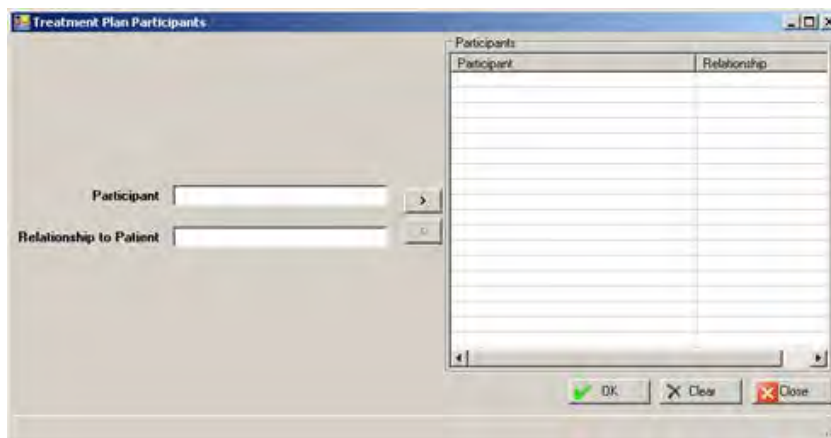 Treatment Plan Participants
Participants
Participant Relationship
Participant
>
Relationship to Patient
OK Clear Close